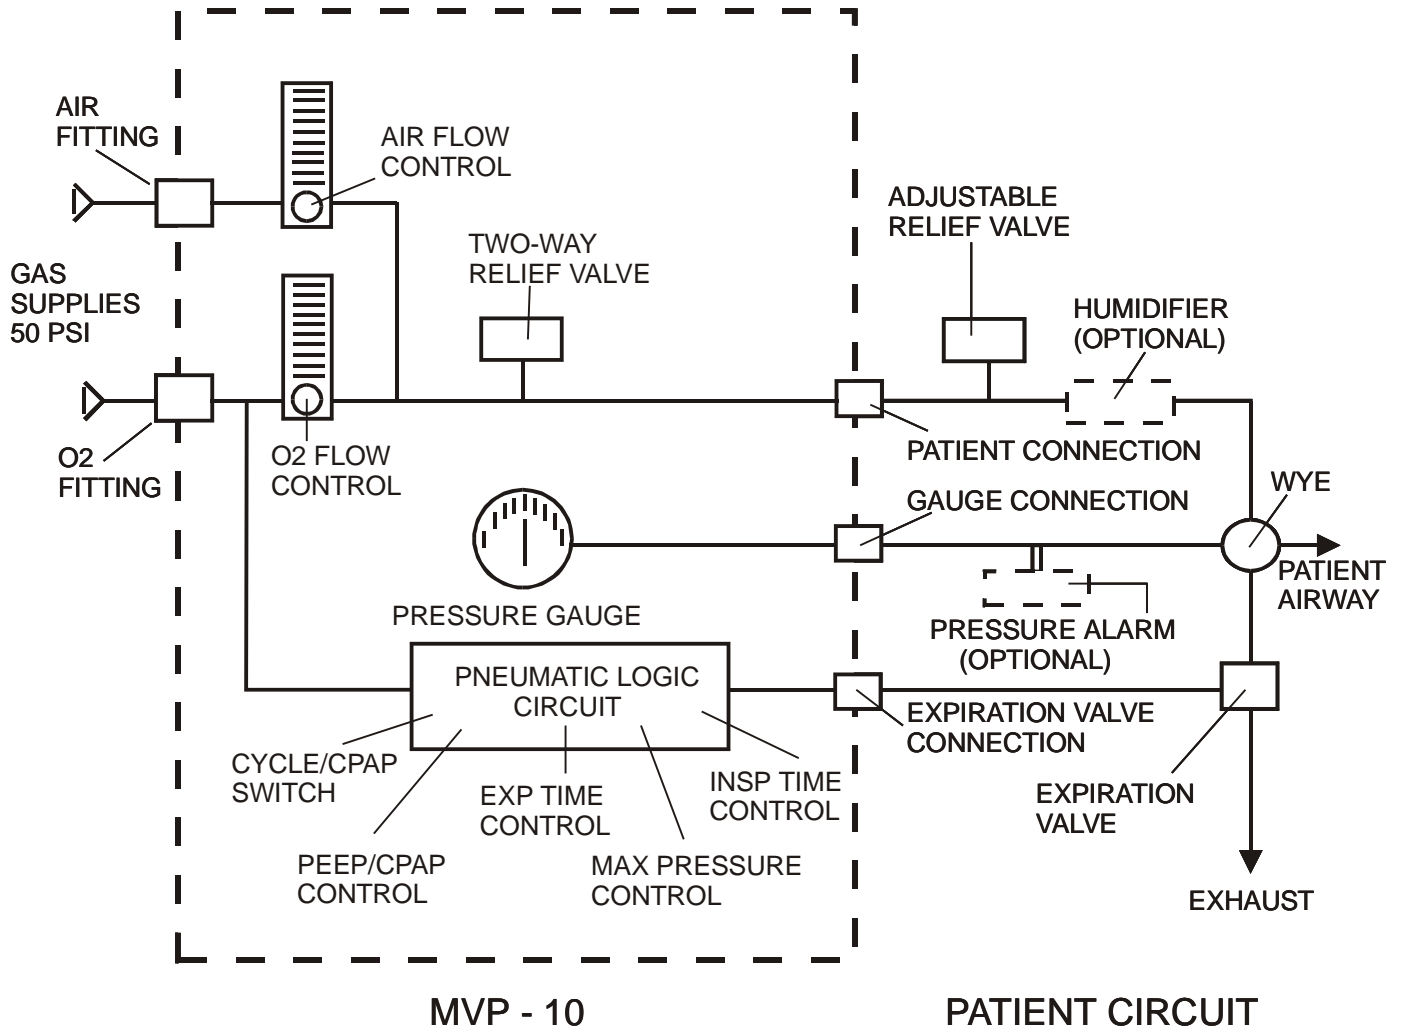 AIR
FITTING
AIR FLOW
CONTROL
ADJUSTABLE
RELIEF VALVE
TWO-WAY
RELIEF VALVE
GAS
SUPPLIES
50 PSI
HUMIDIFIER
(OPTIONAL)
O2
FITTING
O2 FLOW
CONTROL
PATIENT CONNECTION
GAUGE CONNECTION
WYE
PATIENT
AIRWAY
PRESSURE GAUGE
PRESSURE ALARM
(OPTIONAL)
PNEUMATIC LOGIC
CIRCUIT
EXPIRATION VALVE
CONNECTION
CYCLE/CPAP
SWITCH
EXP TIME
CONTROL
INSP TIME
CONTROL
EXPIRATION
VALVE
PEEP/CPAP
CONTROL
MAX PRESSURE
CONTROL
EXHAUST
MVP - 10
PATIENT CIRCUIT